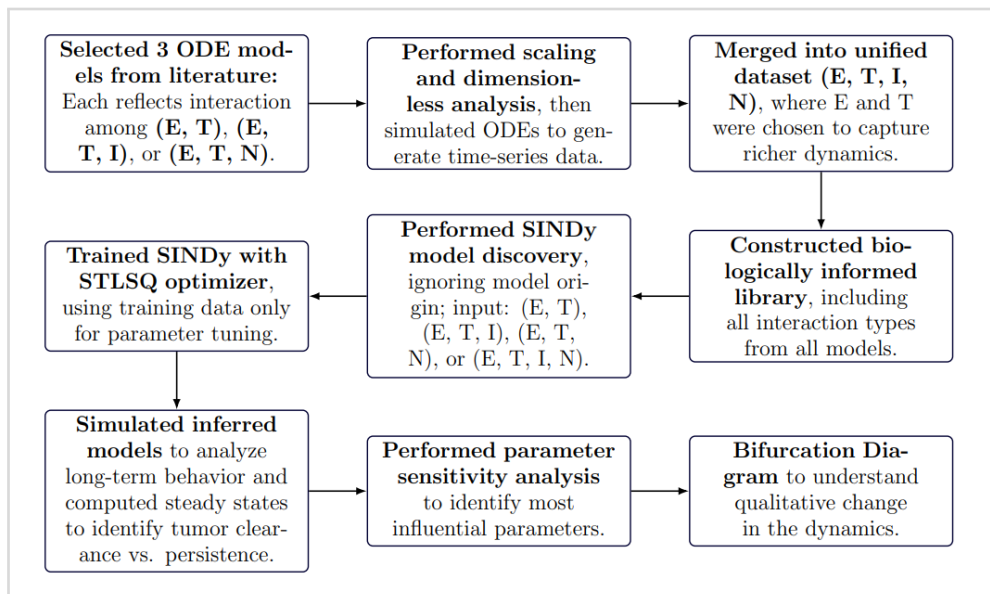 Selected 3 ODE mod-
els from literature:
Each reflects interaction
among (E, T), (E,
T, I), or (E, T, N).
Performed scaling
and dimension-
less analysis, then
simulated ODEs to gen-
erate time-series data.
Merged into unified
dataset (E, T, I,
N), where E and T
were chosen to capture
richer dynamics.
Constructed bio-
logically informed
library, including
all interaction types
from all models.
Performed SINDy
model discovery,
ignoring model ori-
gin; input: (E, T),
(E, T, I), (E, T,
N), or (E, T, I, N).
Trained SINDy with
STLSQ optimizer,
using training data only
for parameter tuning.
Simulated inferred
models to analyze
long-term behavior and
computed steady states
to identify tumor clear-
ance vs. persistence.
Performed parameter
sensitivity analysis
to identify most
influential parameters.
Bifurcation Dia-
gram to understand
qualitative change
in the dynamics.